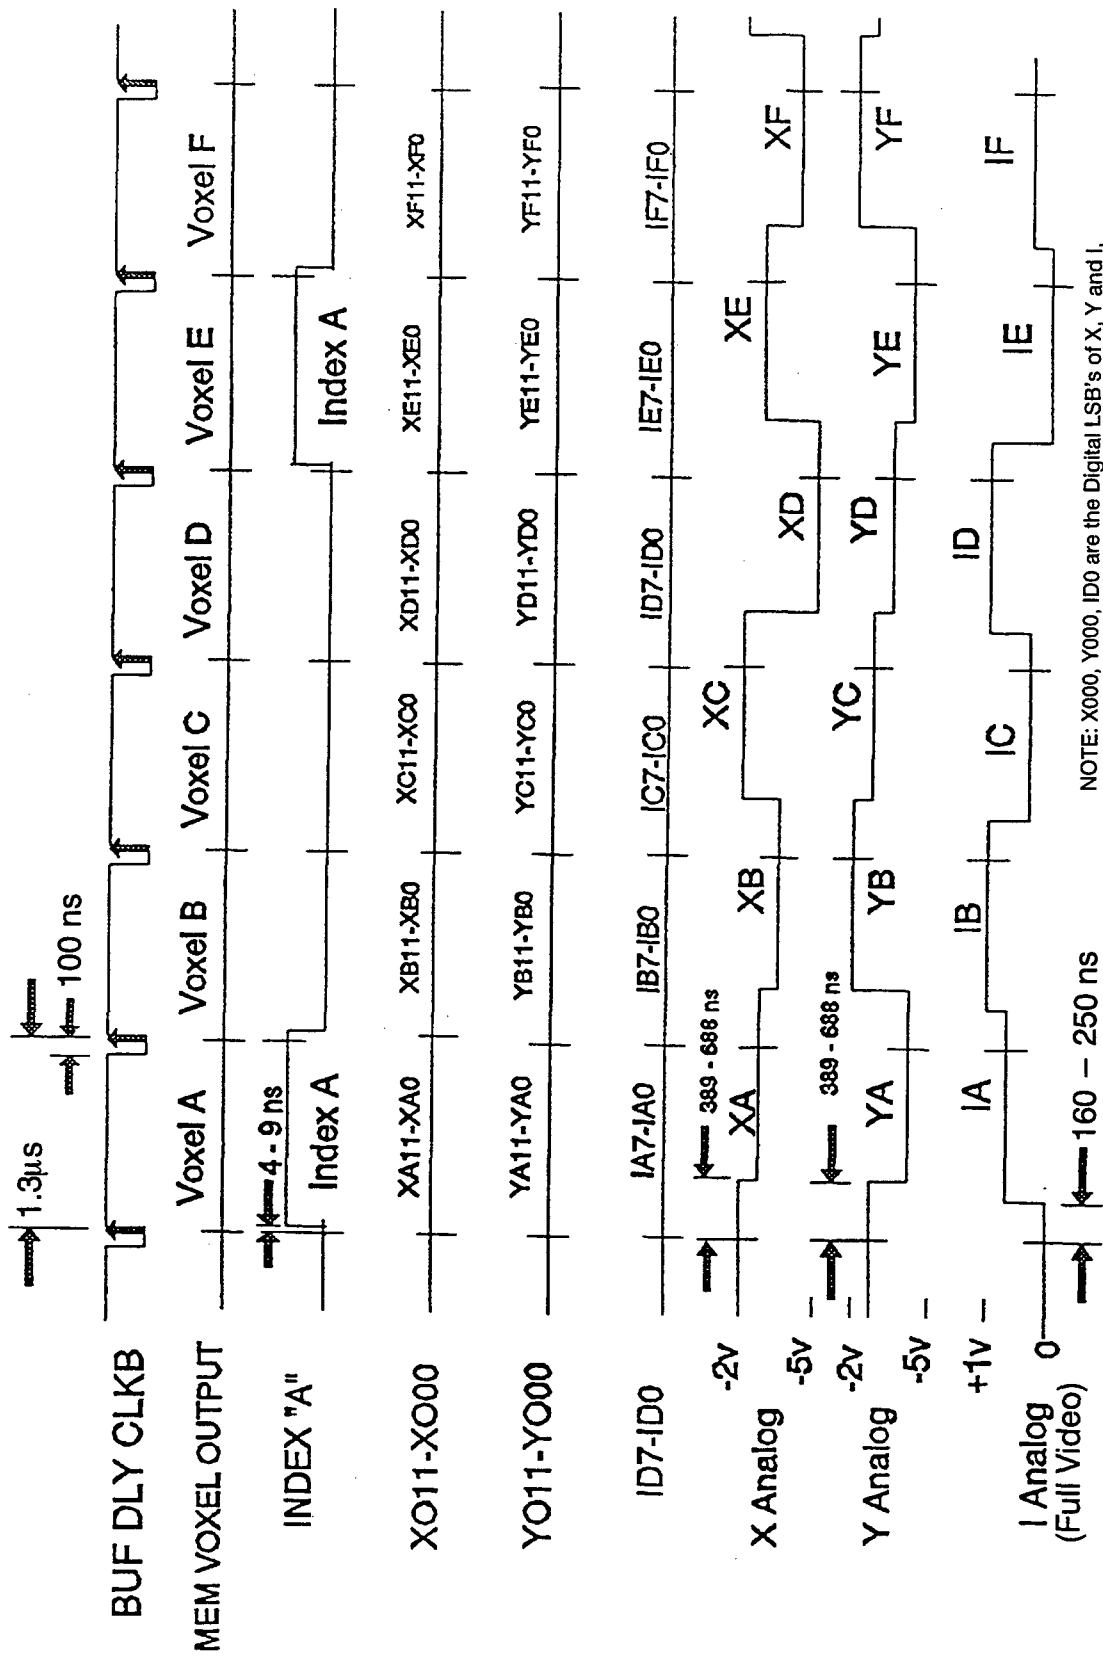 1.3µs
100 ns
BUF DLY CLKB
MEM VOXEL OUTPUT
Voxel A Voxel B Voxel C Voxel D Voxel E Voxel F
4 - 9 ns
INDEX "A"
Index A Index A
XO11-XO00
XA11-XA0 XB11-XB0 XC11-XC0 XD11-XD0 XE11-XE0 XF11-XF0
YO11-YO00
YA11-YA0 YB11-YB0 YC11-YC0 YD11-YD0 YE11-YE0 YF11-YF0
ID7-ID0
IA7-IA0 IB7-IB0 IC7-IC0 ID7-ID0 IE7-IE0 IF7-IF0
389 - 688 ns
-2v
X Analog
-5v
XA XB XC XD XE XF
389 - 688 ns
-2v
Y Analog
-5v
YA YB YC YD YE YF
+1v
I Analog
(Full Video)
0
IA IB IC ID IE IF
160 – 250 ns
NOTE: X000, Y000, ID0 are the Digital LSB's of X, Y and I.